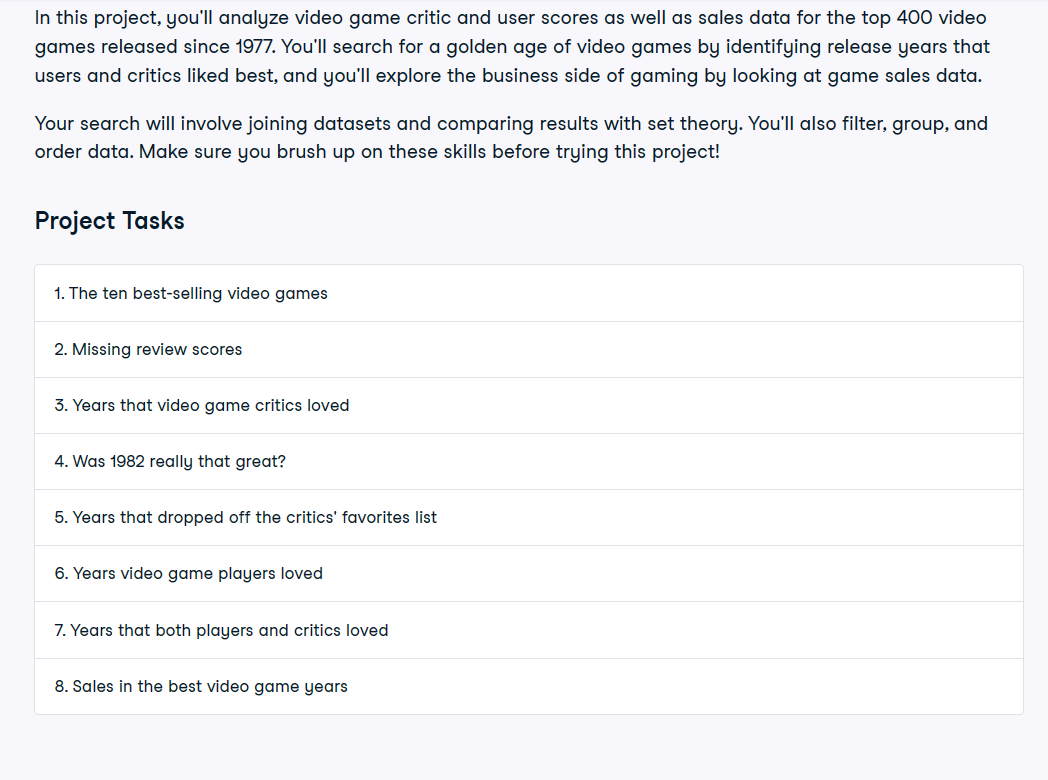 In this project, you'll analyze video game critic and user scores as well as sales data for the top 400 video
games released since 1977. You'll search for a golden age of video games by identifying release years that
users and critics liked best, and you'll explore the business side of gaming by looking at game sales data.
Your search will involve joining datasets and comparing results with set theory. You'll also filter, group, and
order data. Make sure you brush up on these skills before trying this project!
Project Tasks
1. The ten best-selling video games
2. Missing review scores
3. Years that video game critics loved
4. Was 1982 really that great?
5. Years that dropped off the critics' favorites list
6. Years video game players loved
7. Years that both players and critics loved
8. Sales in the best video game years